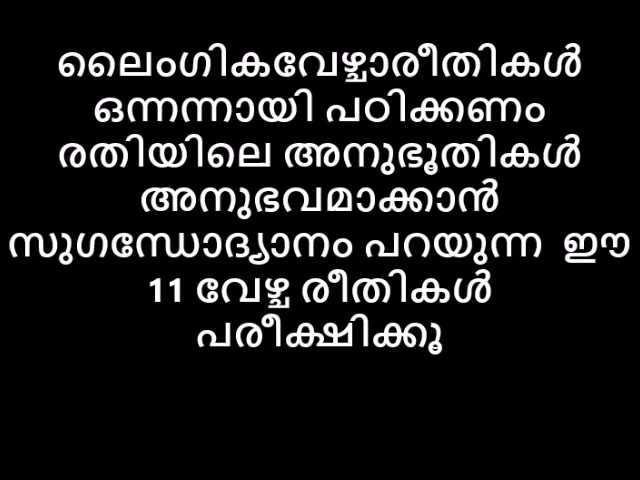 ലൈംഗികവേഴ്ചാരീതികൾ
ഒന്നന്നായി പഠിക്കണം
രതിയിലെ അനുഭൂതികൾ
അനുഭവമാക്കാൻ
സുഗന്ധോദ്യാനം പറയുന്ന ഈ
11 വേഴ്ച രീതികൾ
പരീക്ഷിക്കൂ